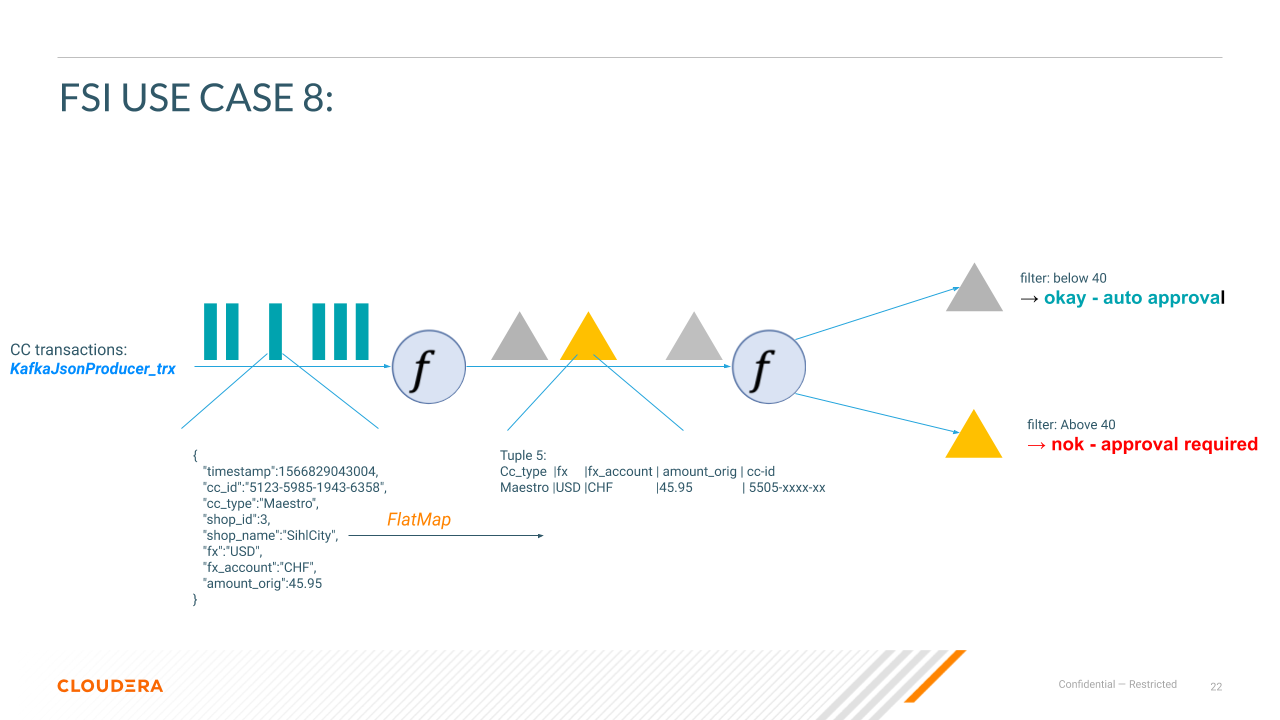 FSI USE CASE 8:
filter: below 40
→ okay - auto approval
CC transactions:
KafkaJsonProducer_trx
f
f
filter: Above 40
→ nok - approval required
{
"timestamp":1566829043004,
"cc_id":"5123-5985-1943-6358",
"cc_type":"Maestro",
"shop_id":3,
"shop_name":"SihlCity",
"fx":"USD",
"fx_account":"CHF",
"amount_orig":45.95
}
FlatMap
Tuple 5:
Cc_type |fx |fx_account | amount_orig | cc-id
Maestro |USD |CHF |45.95 | 5505-xxxx-xx
CLOUDERA
Confidential — Restricted 22